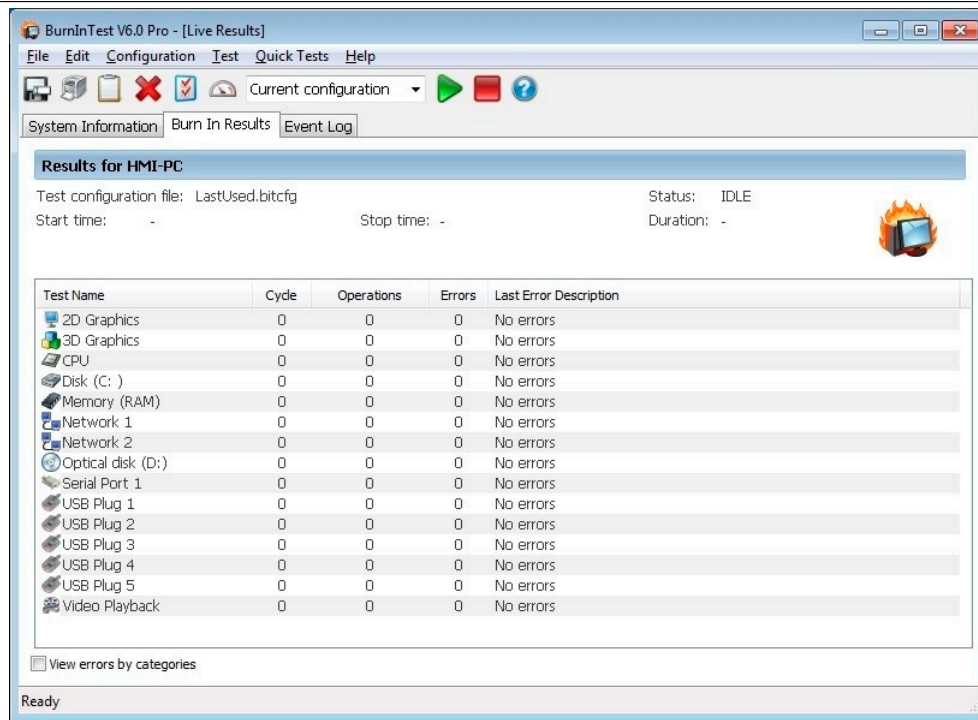 BurnInTest V6.0 Pro - [Live Results]
File Edit Configuration Test Quick Tests Help
Current configuration
System Information Burn In Results Event Log
Results for HMI-PC
Test configuration file: LastUsed.bitcfg Status: IDLE
Start time: - Stop time: - Duration: -
Test Name Cycle Operations Errors Last Error Description
2D Graphics 0 0 0 No errors
3D Graphics 0 0 0 No errors
CPU 0 0 0 No errors
Disk (C: ) 0 0 0 No errors
Memory (RAM) 0 0 0 No errors
Network 1 0 0 0 No errors
Network 2 0 0 0 No errors
Optical disk (D:) 0 0 0 No errors
Serial Port 1 0 0 0 No errors
USB Plug 1 0 0 0 No errors
USB Plug 2 0 0 0 No errors
USB Plug 3 0 0 0 No errors
USB Plug 4 0 0 0 No errors
USB Plug 5 0 0 0 No errors
Video Playback 0 0 0 No errors
View errors by categories
Ready